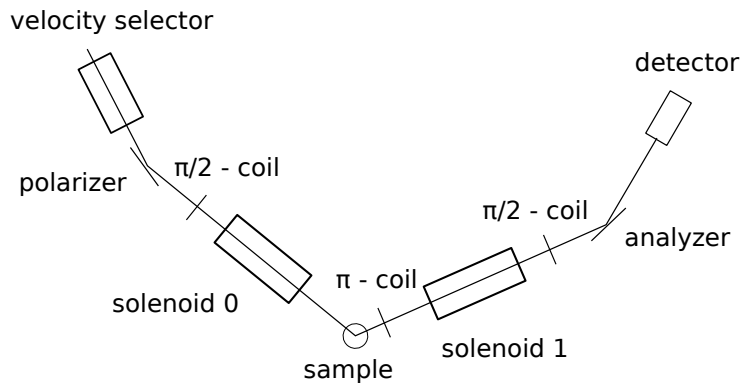 velocity selector
detector
π/2 - coil
polarizer
π/2 - coil
analyzer
π - coil
solenoid 0
solenoid 1
sample